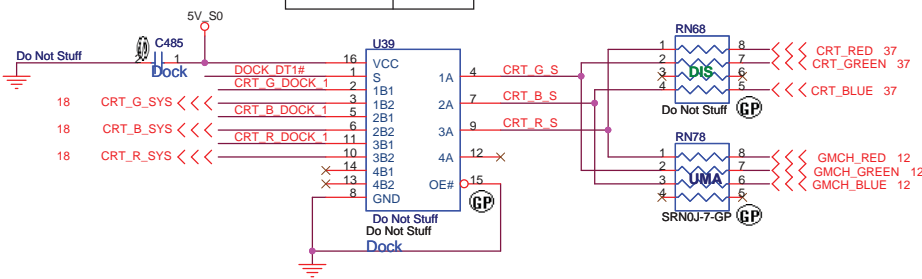 5V_S0
Do Not Stuff
C485
2
1
Dock
U39
16 VCC
DOCK_DT1# 1 S
CRT_G_DOCK_1 2 1B1
18 CRT_G_SYS 3 1B2
CRT_B_DOCK_1 5 2B1
18 CRT_B_SYS 6 2B2
CRT_R_DOCK_1 11 3B1
18 CRT_R_SYS 10 3B2
14 4B1
13 4B2
8 GND
1A 4 CRT_G_S
2A 7 CRT_B_S
3A 9 CRT_R_S
4A 12
OE# 15
GP
Do Not Stuff
Do Not Stuff
Dock
RN68
1 8 CRT_RED 37
2 7 CRT_GREEN 37
3 DIS 6
4 5 CRT_BLUE 37
Do Not Stuff
GP
RN78
1 8 GMCH_RED 12
2 7 GMCH_GREEN 12
3 UMA 6 GMCH_BLUE 12
4 5
SRN0J-7-GP
GP